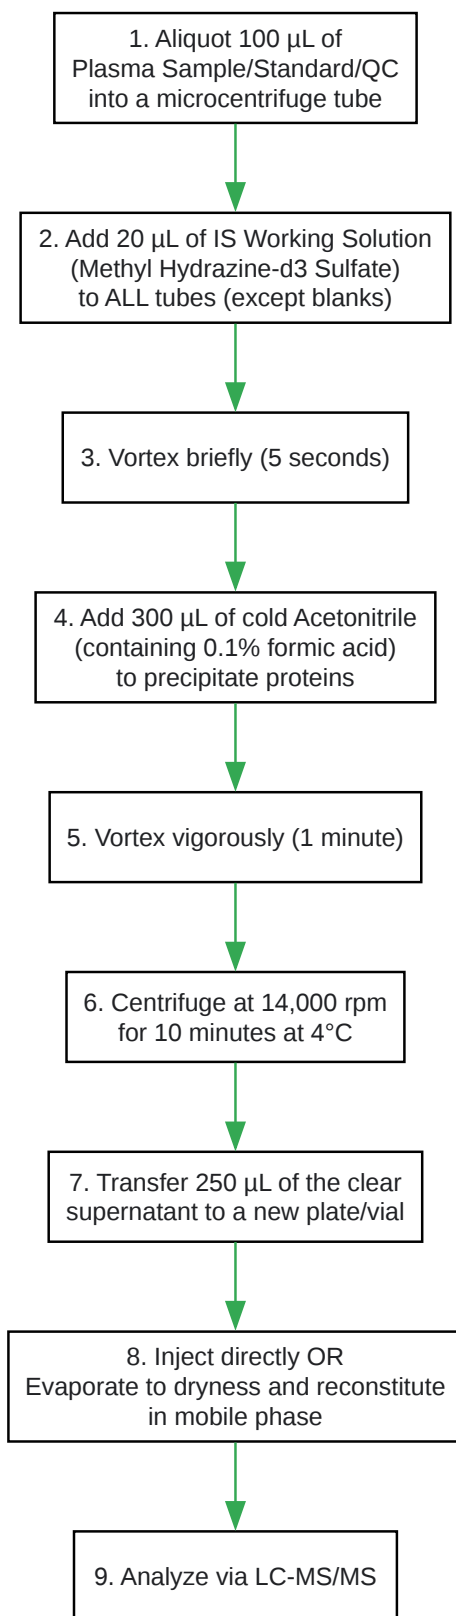 1. Aliquot 100 µL of
Plasma Sample/Standard/QC
into a microcentrifuge tube
2. Add 20 µL of IS Working Solution
(Methyl Hydrazine-d3 Sulfate)
to ALL tubes (except blanks)
3. Vortex briefly (5 seconds)
4. Add 300 µL of cold Acetonitrile
(containing 0.1% formic acid)
to precipitate proteins
5. Vortex vigorously (1 minute)
6. Centrifuge at 14,000 rpm
for 10 minutes at 4°C
7. Transfer 250 µL of the clear
supernatant to a new plate/vial
8. Inject directly OR
Evaporate to dryness and reconstitute
in mobile phase
9. Analyze via LC-MS/MS